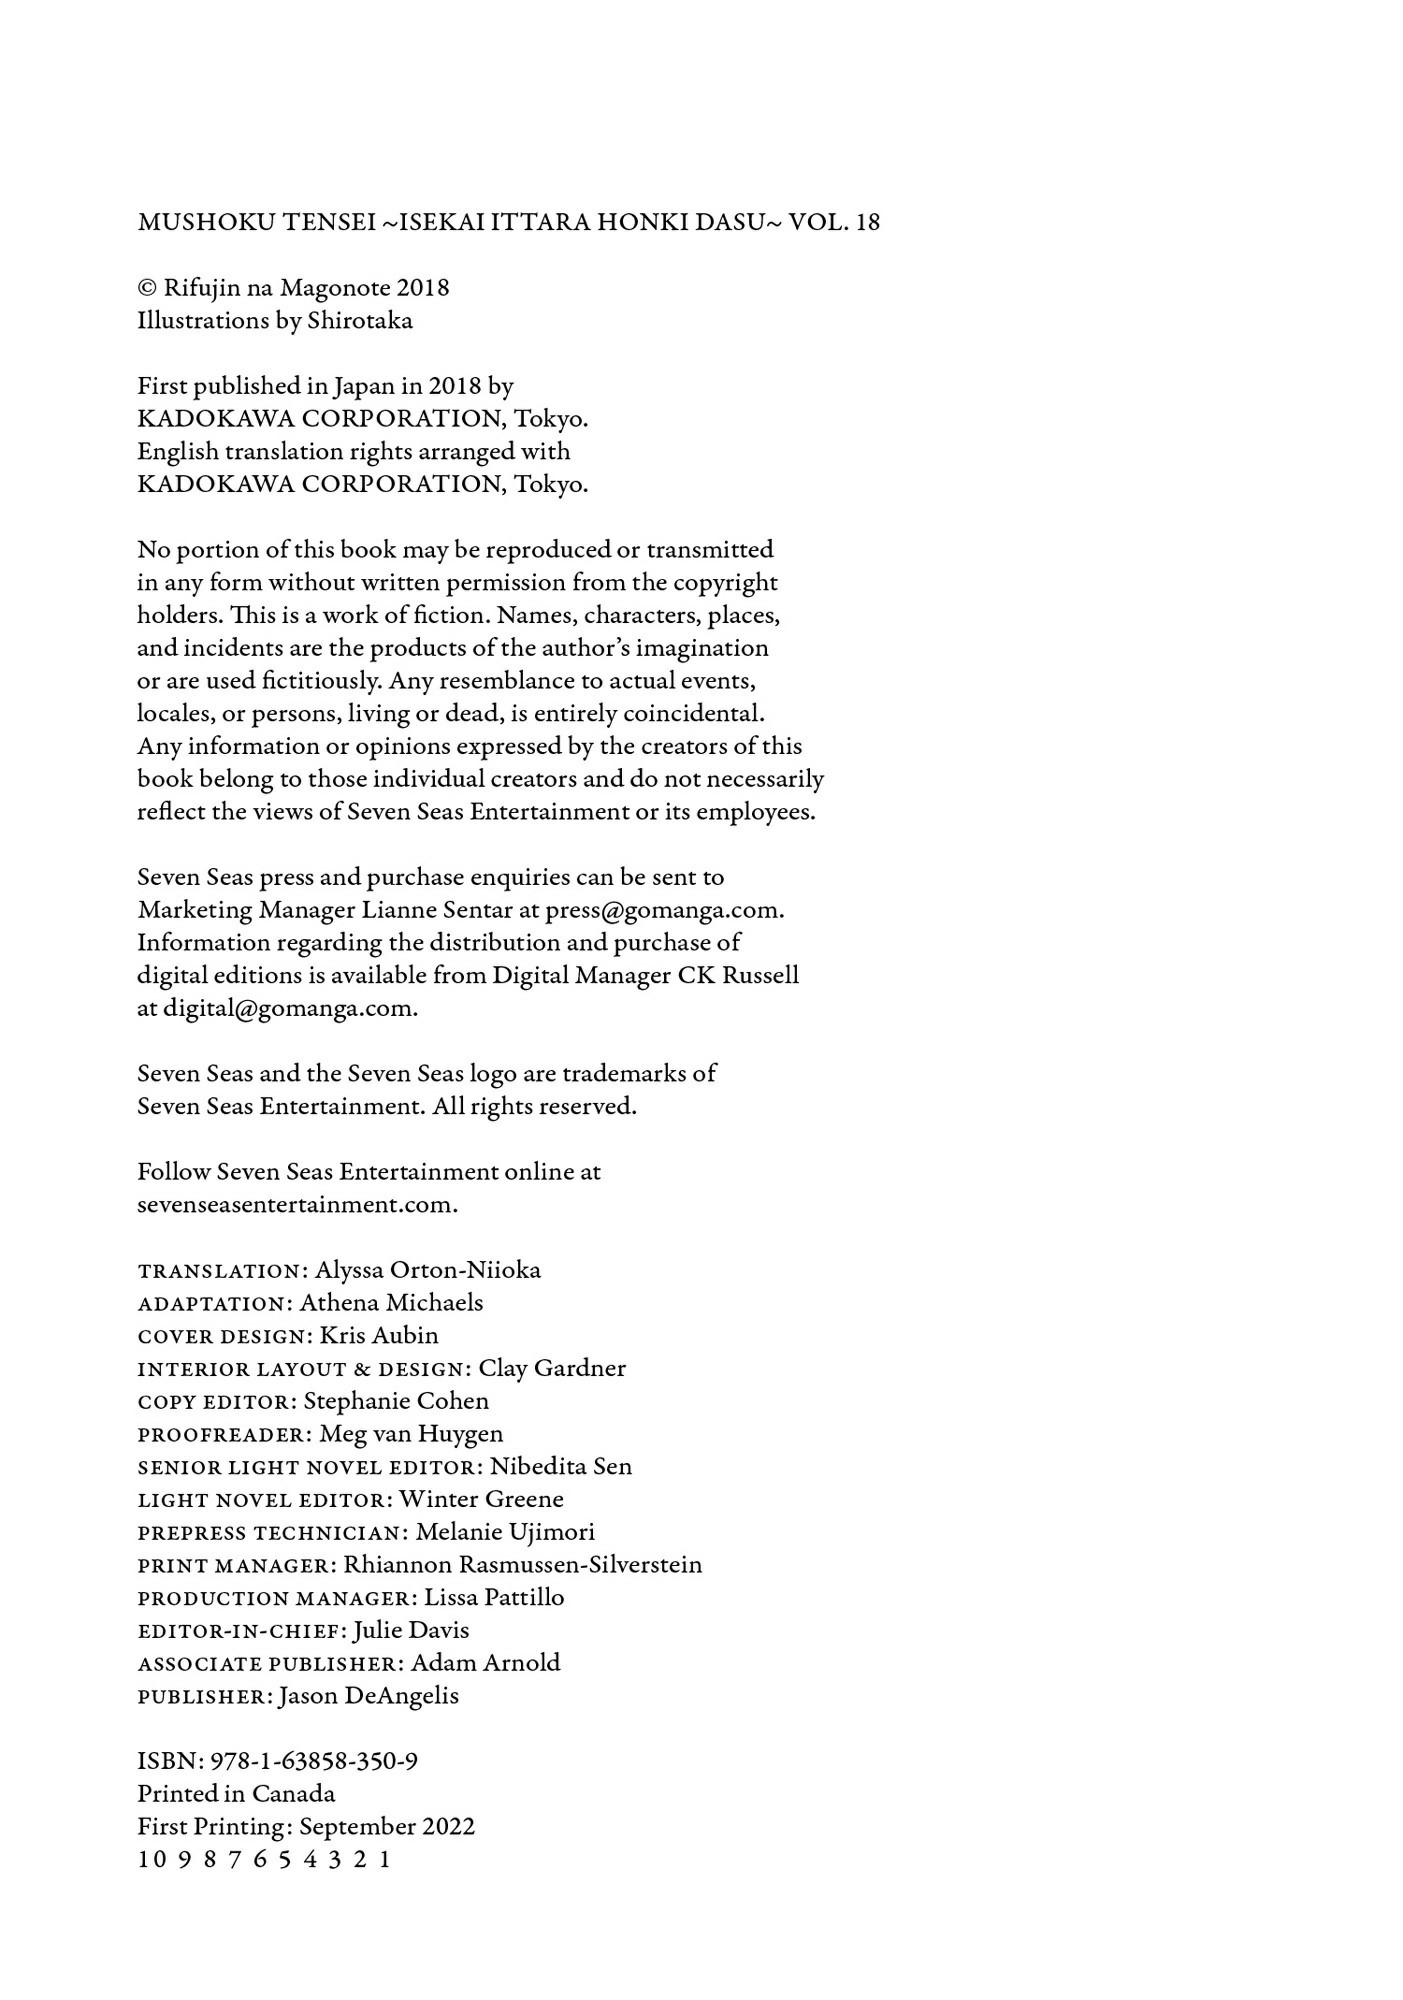 MUSHOKU TENSEI ~ISEKAI ITTARA HONKI DASU~ VOL. 18
© Rifujin na Magonote 2018
Illustrations by Shirotaka
First published in Japan in 2018 by
KADOKAWA CORPORATION, Tokyo.
English translation rights arranged with
KADOKAWA CORPORATION, Tokyo.
No portion of this book may be reproduced or transmitted
in any form without written permission from the copyright
holders. This is a work of fiction. Names, characters, places,
and incidents are the products of the author’s imagination
or are used fictitiously. Any resemblance to actual events,
locales, or persons, living or dead, is entirely coincidental.
Any information or opinions expressed by the creators of this
book belong to those individual creators and do not necessarily
reflect the views of Seven Seas Entertainment or its employees.
Seven Seas press and purchase enquiries can be sent to
Marketing Manager Lianne Sentar at press@gomanga.com.
Information regarding the distribution and purchase of
digital editions is available from Digital Manager CK Russell
at digital@gomanga.com.
Seven Seas and the Seven Seas logo are trademarks of
Seven Seas Entertainment. All rights reserved.
Follow Seven Seas Entertainment online at
sevenseasentertainment.com.
TRANSLATION: Alyssa Orton-Niioka
ADAPTATION: Athena Michaels
COVER DESIGN: Kris Aubin
INTERIOR LAYOUT & DESIGN: Clay Gardner
COPY EDITOR: Stephanie Cohen
PROOFREADER: Meg van Huygen
SENIOR LIGHT NOVEL EDITOR: Nibedita Sen
LIGHT NOVEL EDITOR: Winter Greene
PREPRESS TECHNICIAN: Melanie Ujimori
PRINT MANAGER: Rhiannon Rasmussen-Silverstein
PRODUCTION MANAGER: Lissa Pattillo
EDITOR-IN-CHIEF: Julie Davis
ASSOCIATE PUBLISHER: Adam Arnold
PUBLISHER: Jason DeAngelis
ISBN: 978-1-63858-350-9
Printed in Canada
First Printing: September 2022
10 9 8 7 6 5 4 3 2 1